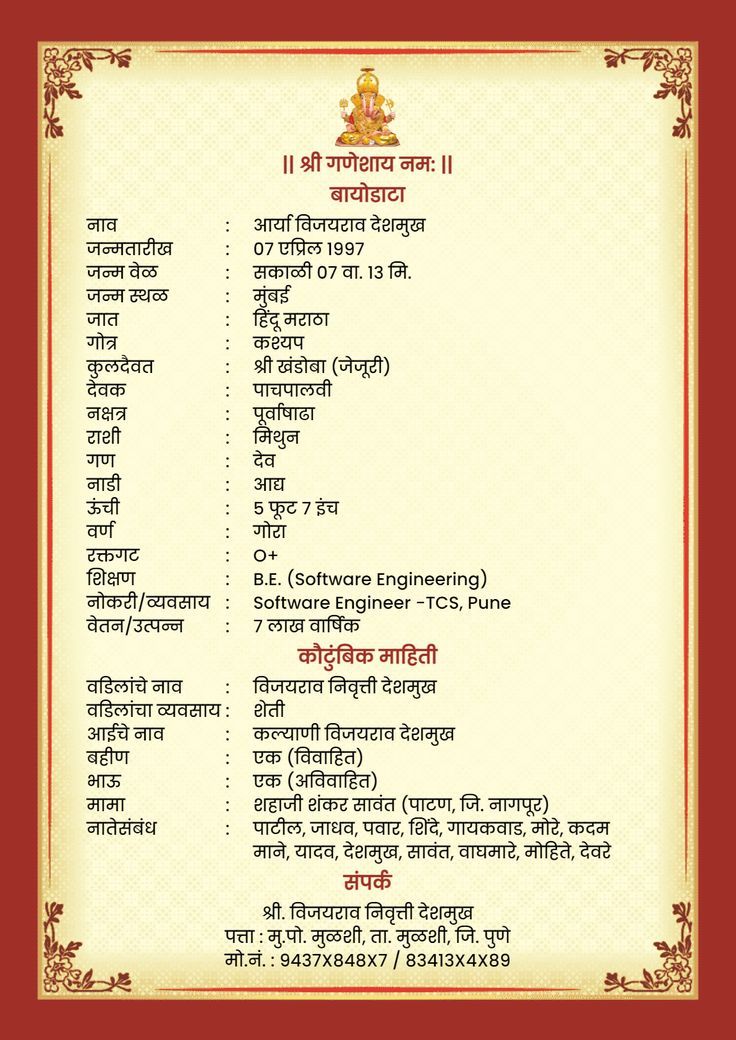 || श्री गणेशाय नम: ||
बायोडाटा
नाव : आर्या विजयराव देशमुख
जन्मतारीख : 07 एप्रिल 1997
जन्म वेळ : सकाळी 07 वा. 13 मि.
जन्म स्थळ : मुंबई
जात : हिंदू मराठा
गोत्र : कश्यप
कुलदैवत : श्री खंडोबा (जेजूरी)
देवक : पाचपालवी
नक्षत्र : पूर्वाषाढा
राशी : मिथुन
गण : देव
नाडी : आद्य
ऊंची : 5 फूट 7 इंच
वर्ण : गोरा
रक्तगट : O+
शिक्षण : B.E. (Software Engineering)
नोकरी/व्यवसाय : Software Engineer -TCS, Pune
वेतन/उत्पन्न : 7 लाख वार्षिक
कौटुंबिक माहिती
वडिलांचे नाव : विजयराव निवृत्ती देशमुख
वडिलांचा व्यवसाय : शेती
आईचे नाव : कल्याणी विजयराव देशमुख
बहीण : एक (विवाहित)
भाऊ : एक (अविवाहित)
मामा : शहाजी शंकर सावंत (पाटण, जि. नागपूर)
नातेसंबंध : पाटील, जाधव, पवार, शिंदे, गायकवाड, मोरे, कदम
माने, यादव, देशमुख, सावंत, वाघमारे, मोहिते, देवरे
संपर्क
श्री. विजयराव निवृत्ती देशमुख
पत्ता : मु.पो. मुळशी, ता. मुळशी, जि. पुणे
मो.नं. : 9437X848X7 / 83413X4X89